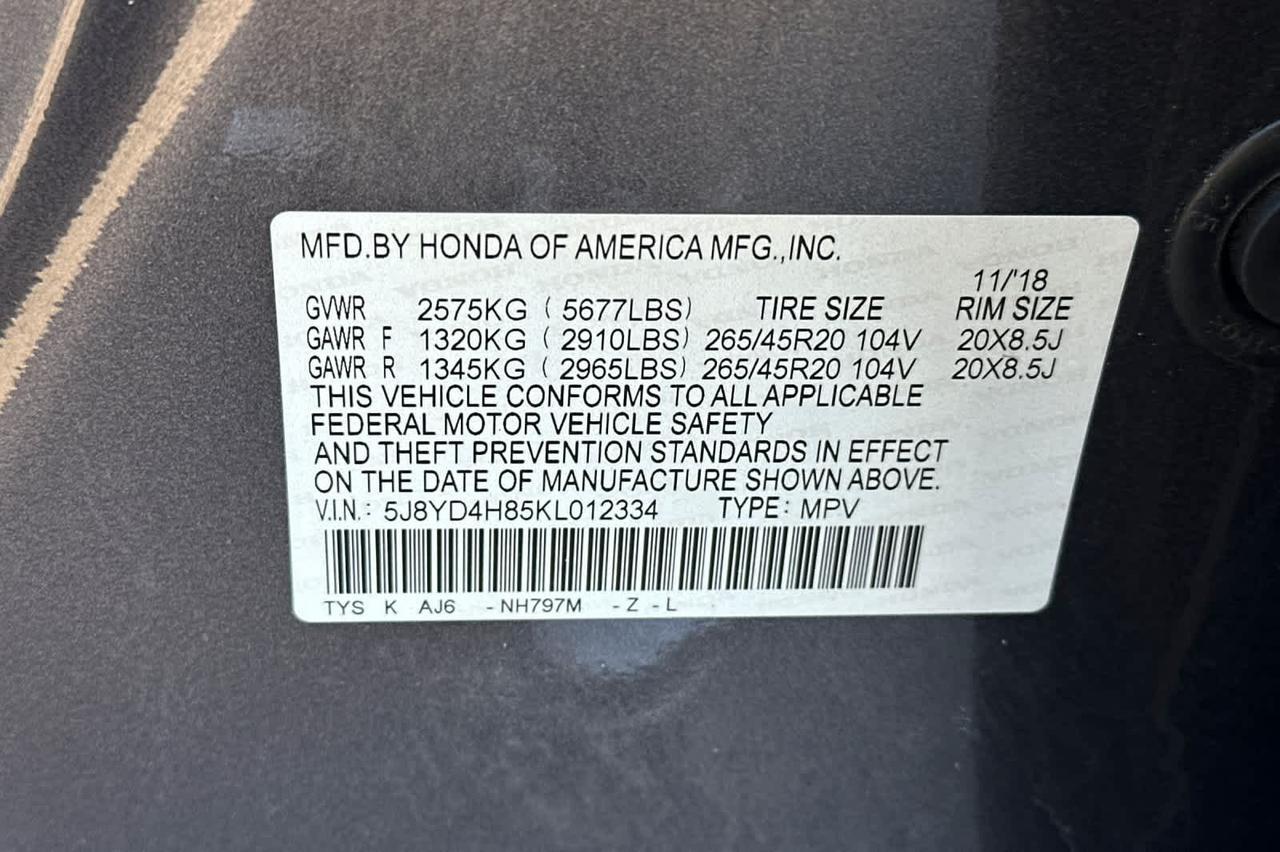 MFD.BY HONDA OF AMERICA MFG.,INC.
11/'18
GVWR 2575KG ( 5677LBS) TIRE SIZE RIM SIZE
GAWR F 1320KG ( 2910LBS) 265/45R20 104V 20X8.5J
GAWR R 1345KG ( 2965LBS) 265/45R20 104V 20X8.5J
THIS VEHICLE CONFORMS TO ALL APPLICABLE
FEDERAL MOTOR VEHICLE SAFETY
AND THEFT PREVENTION STANDARDS IN EFFECT
ON THE DATE OF MANUFACTURE SHOWN ABOVE.
V.I.N.: 5J8YD4H85KL012334 TYPE: MPV
TYS K AJ6 -NH797M -Z -L